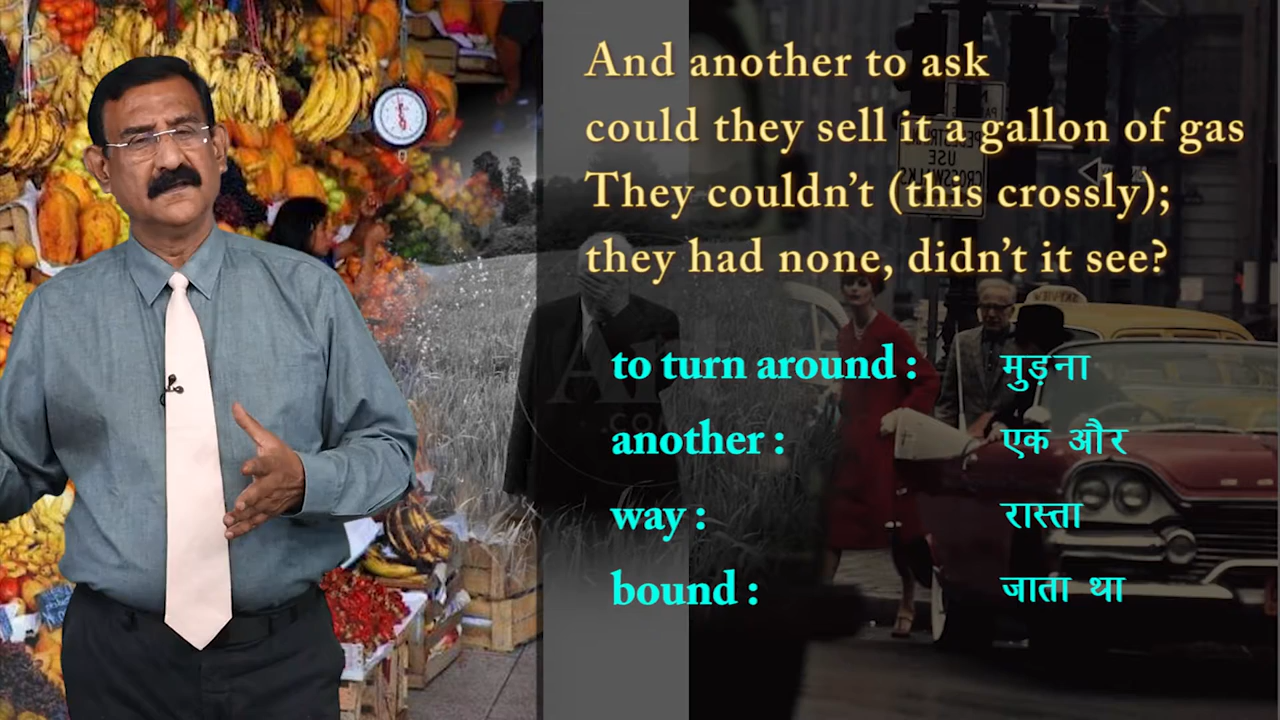 And another to ask
could they sell it a gallon of gas
They couldn't (this crossly);
they had none, didn't it see?
to turn around : मुड़ना
another : एक और
way : रास्ता
bound : जाता था
USE